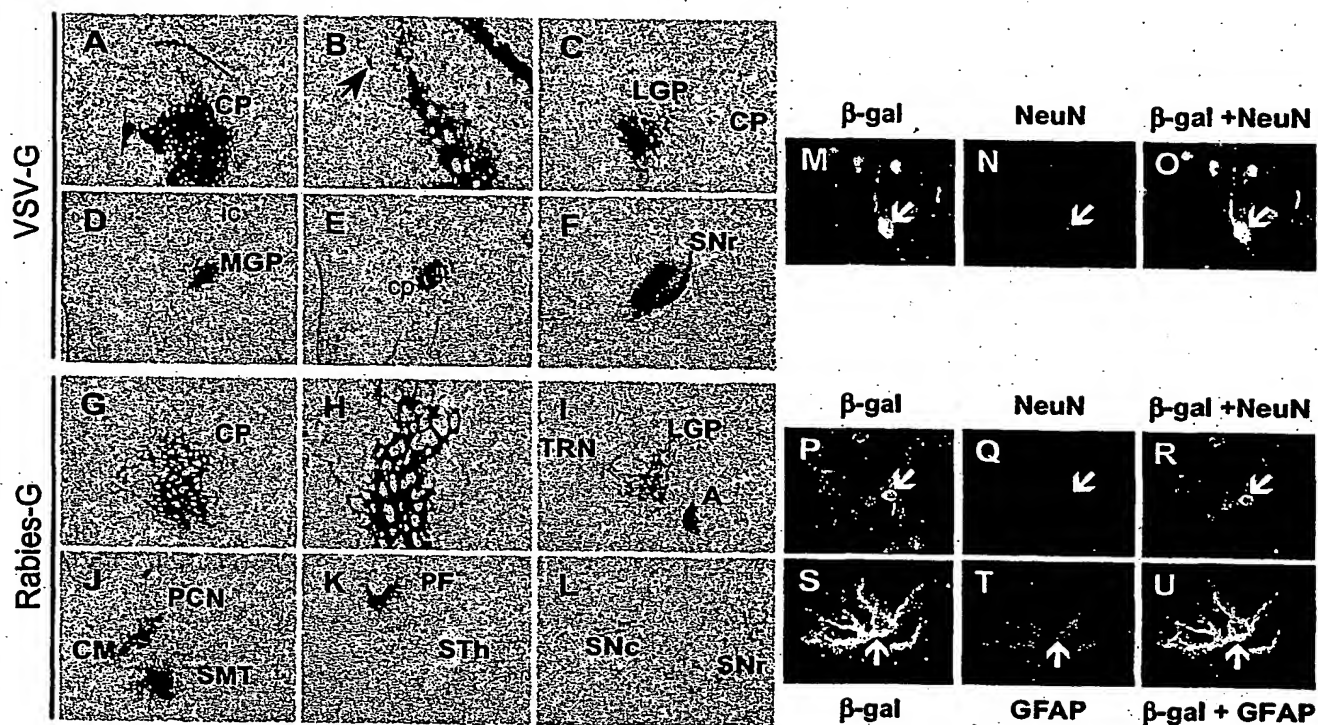 VSV-G
A
CP
B
C
LGP
CP
D
ic
MGP
E
cp
F
SNr
β-gal
NeuN
β-gal +NeuN
M
N
O
Rabies-G
G
CP
H
I
TRN
LGP
A
J
PCN
CM
SMT
K
PF
STh
L
SNc
SNr
β-gal
NeuN
β-gal +NeuN
P
Q
R
S
T
U
β-gal
GFAP
β-gal + GFAP